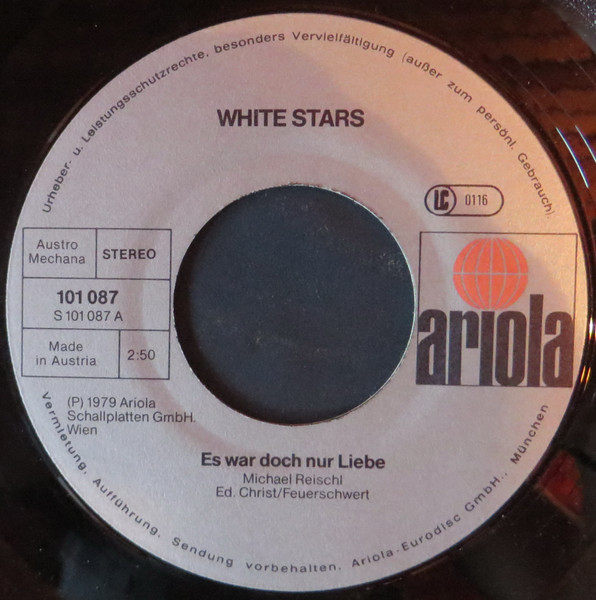 Urheber- u. Leistungsschutzrechte, besonders Vervielfältigung (außer zum persönl. Gebrauch),
WHITE STARS
LC 0116
Austro
Mechana
STEREO
101 087
S 101 087 A
Made
in Austria
2:50
ariola
(P) 1979 Ariola
Schallplatten GmbH.
Wien
Es war doch nur Liebe
Michael Reischl
Ed. Christ/Feuerschwert
Vermietung, Aufführung, Sendung vorbehalten. Ariola-Eurodisc GmbH., München